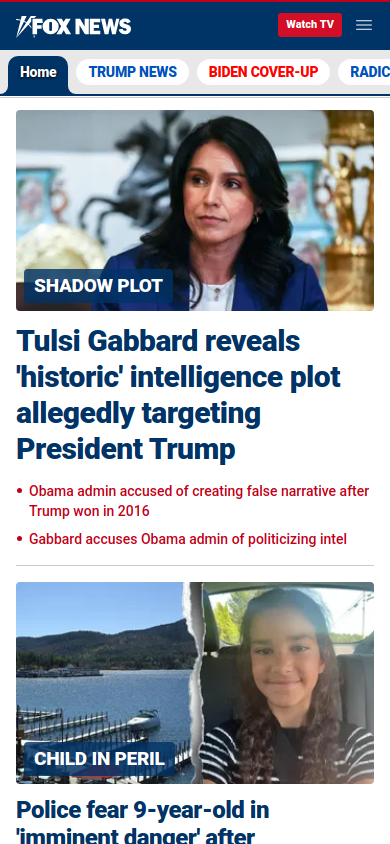 FOX NEWS
Watch TV
Home
TRUMP NEWS
BIDEN COVER-UP
RADIC
SHADOW PLOT
Tulsi Gabbard reveals
'historic' intelligence plot
allegedly targeting
President Trump
• Obama admin accused of creating false narrative after
Trump won in 2016
• Gabbard accuses Obama admin of politicizing intel
CHILD IN PERIL
Police fear 9-year-old in
'imminent danger' after